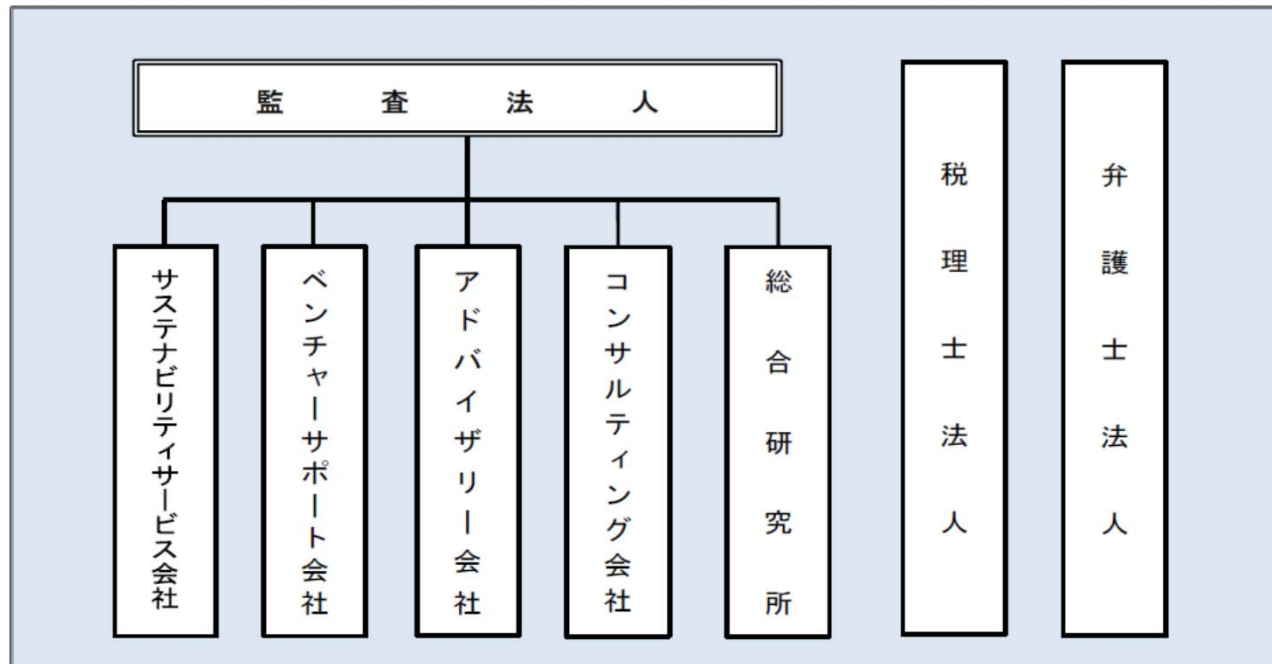 監査法人
サステナビリティサービス会社
ベンチャーサポート会社
アドバイザリー会社
コンサルティング会社
総合研究所
税理士法人
弁護士法人